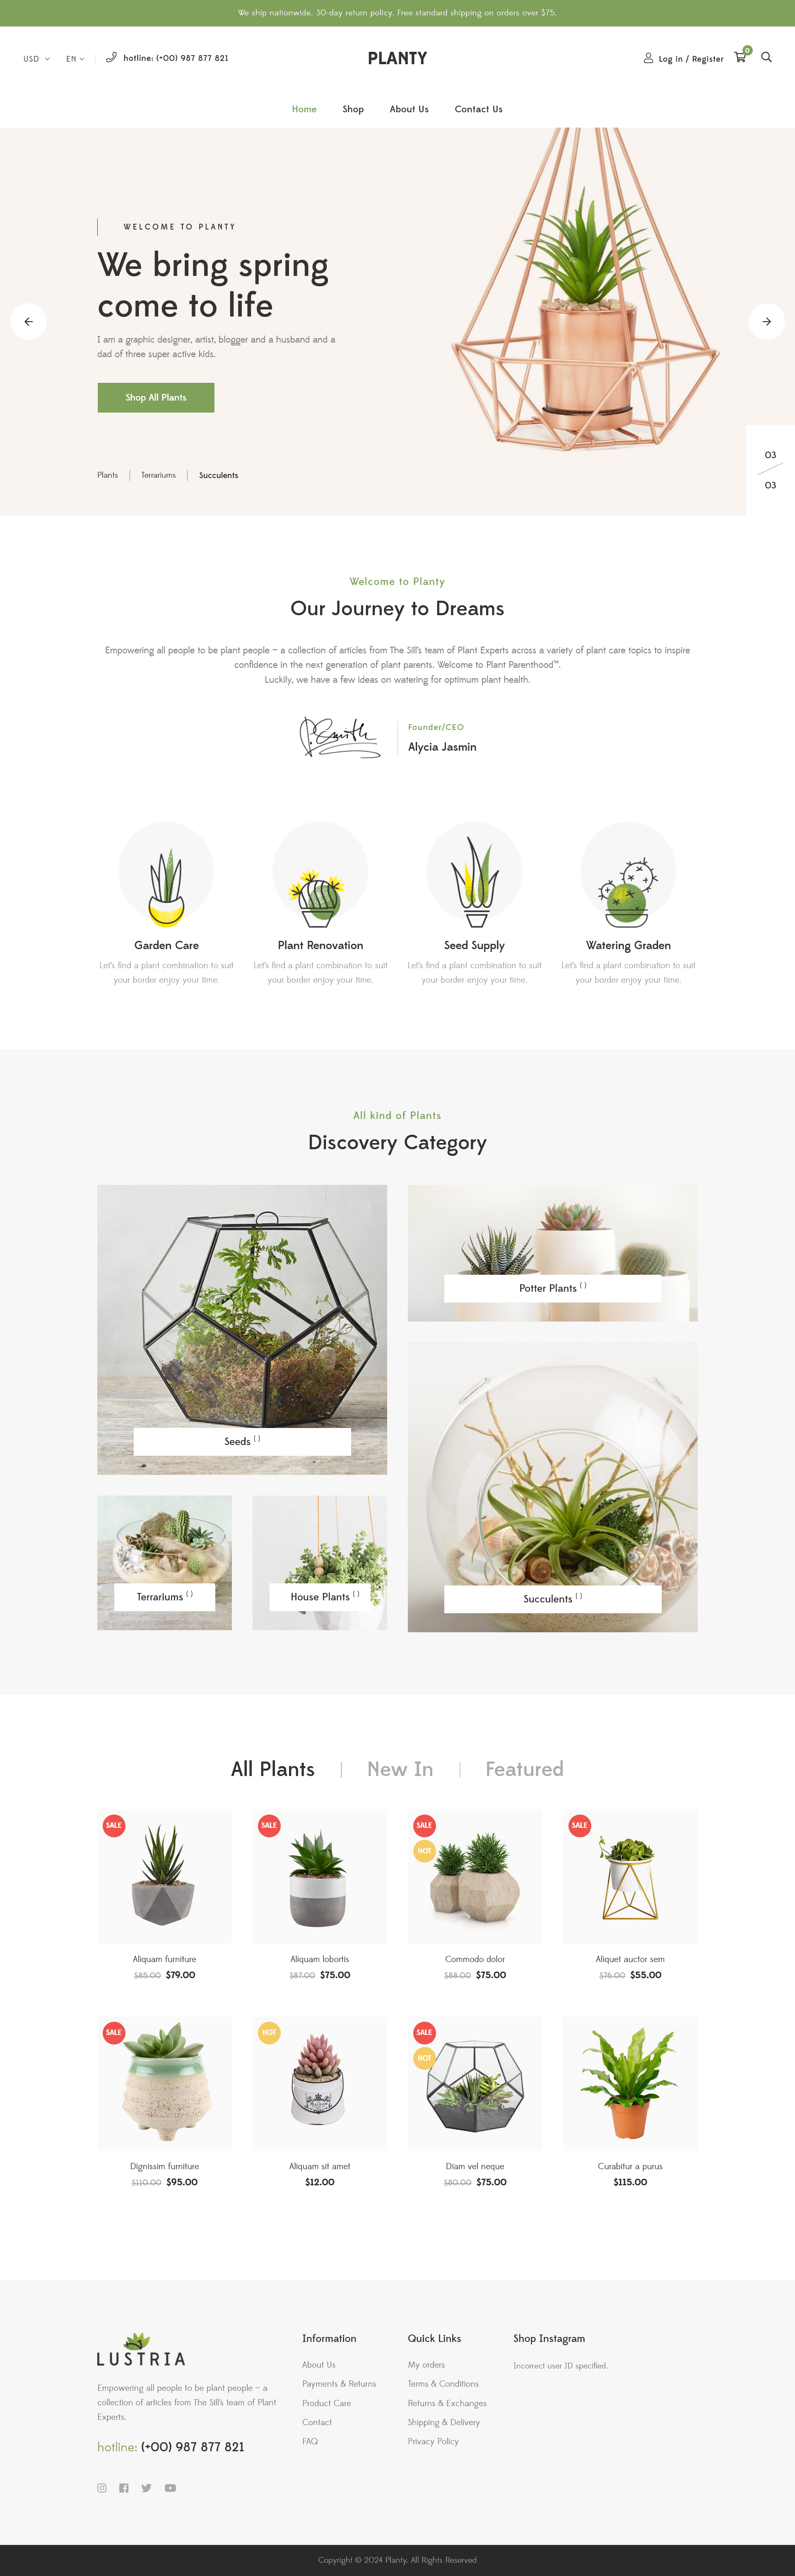 We ship nationwide. 30-day return policy. Free standard shipping on orders over $75.
USD EN hotline: (+00) 987 877 821 PLANTY Log in / Register 0
Home Shop About Us Contact Us
WELCOME TO PLANTY
We bring spring
come to life
I am a graphic designer, artist, blogger and a husband and a
dad of three super active kids.
Shop All Plants
03
03
Plants Terrariums Succulents
Welcome to Planty
Our Journey to Dreams
Empowering all people to be plant people – a collection of articles from The Sill's team of Plant Experts across a variety of plant care topics to inspire
confidence in the next generation of plant parents. Welcome to Plant Parenthood™.
Luckily, we have a few ideas on watering for optimum plant health.
Founder/CEO
Alycia Jasmin
Garden Care Plant Renovation Seed Supply Watering Graden
Let's find a plant combination to suit Let's find a plant combination to suit Let's find a plant combination to suit Let's find a plant combination to suit
your border enjoy your time. your border enjoy your time. your border enjoy your time. your border enjoy your time.
All kind of Plants
Discovery Category
Potter Plants ( )
Seeds ( )
Terrariums ( ) House Plants ( ) Succulents ( )
All Plants New In Featured
SALE SALE SALE SALE
HOT
Aliquam furniture Aliquam lobortis Commodo dolor Aliquet auctor sem
$85.00 $79.00 $87.00 $75.00 $88.00 $75.00 $76.00 $55.00
SALE HOT SALE
HOT
Dignissim furniture Aliquam sit amet Diam vel neque Curabitur a purus
$110.00 $95.00 $12.00 $80.00 $75.00 $115.00
LUSTRIA
Empowering all people to be plant people – a
collection of articles from The Sill's team of Plant
Experts.
hotline: (+00) 987 877 821
Information
About Us
Payments & Returns
Product Care
Contact
FAQ
Quick Links
My orders
Terms & Conditions
Returns & Exchanges
Shipping & Delivery
Privacy Policy
Shop Instagram
Incorrect user ID specified.
Copyright © 2024 Planty. All Rights Reserved